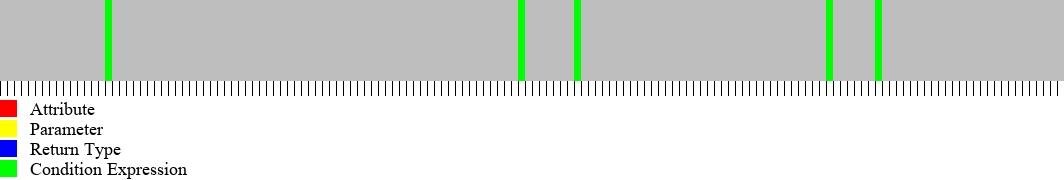 Attribute
Parameter
Return Type
Condition Expression